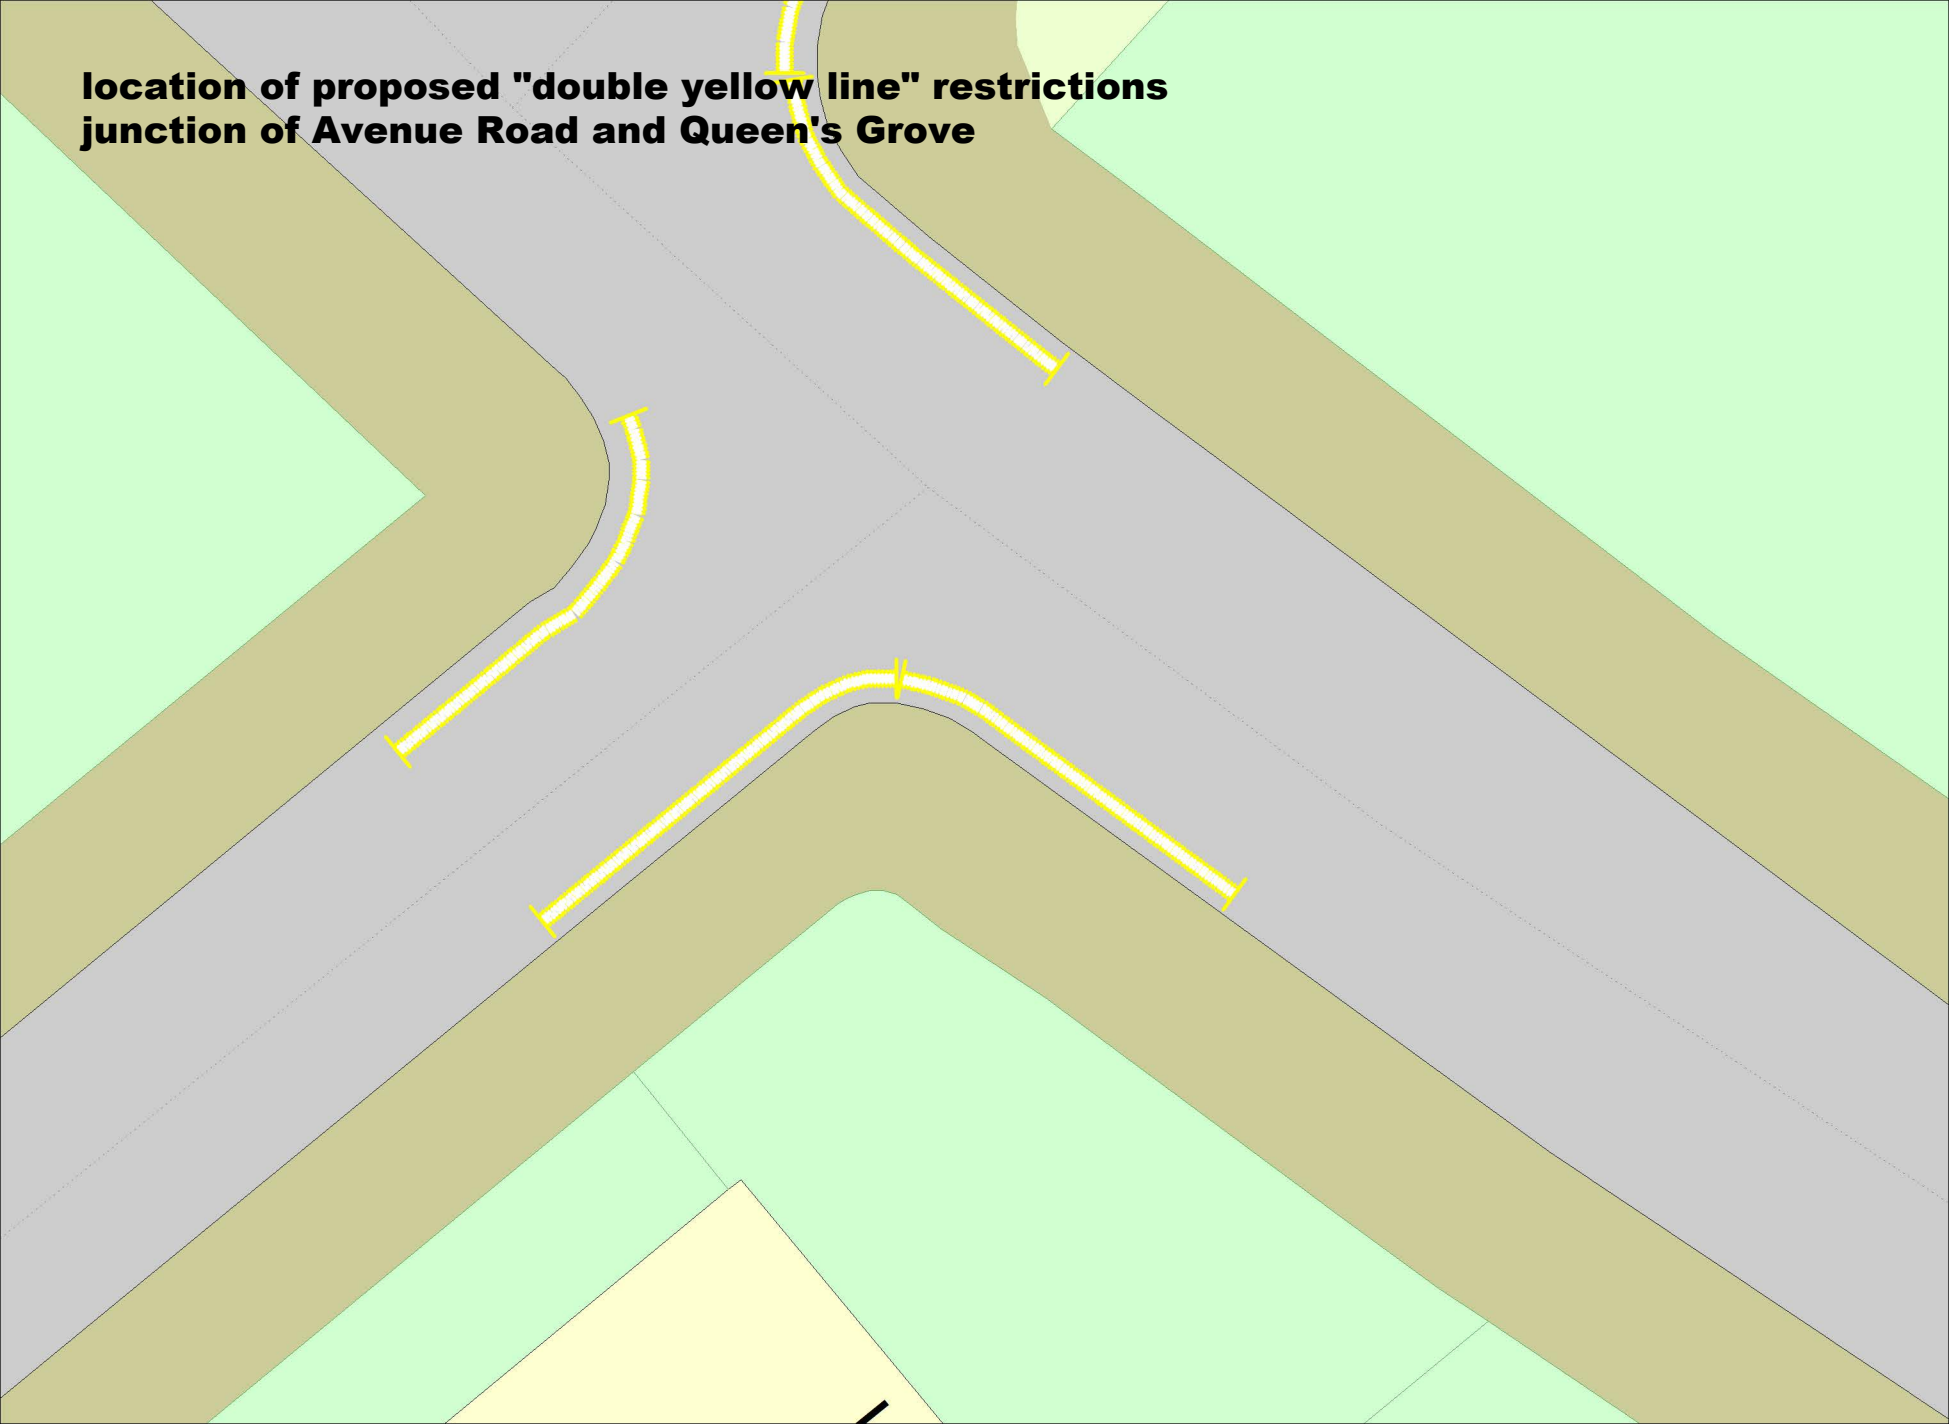 location of proposed "double yellow line" restrictions
junction of Avenue Road and Queen's Grove